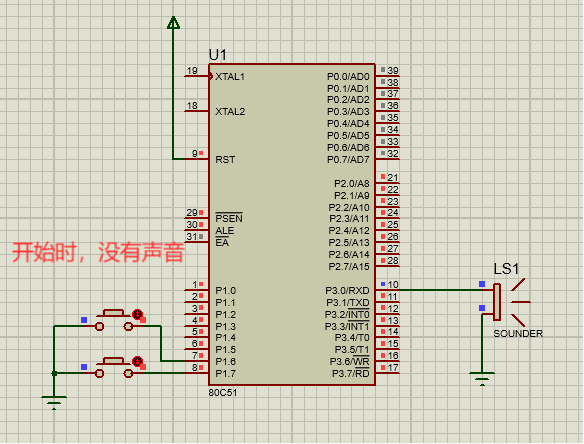 U1
19 XTAL1 P0.0/AD0 39
P0.1/AD1 38
P0.2/AD2 37
18 XTAL2 P0.3/AD3 36
P0.4/AD4 35
P0.5/AD5 34
P0.6/AD6 33
9 RST P0.7/AD7 32
P2.0/A8 21
P2.1/A9 22
P2.2/A10 23
29 PSEN P2.3/A11 24
30 ALE P2.4/A12 25
31 EA P2.5/A13 26
P2.6/A14 27
P2.7/A15 28
开始时，没有声音
1 P1.0 P3.0/RXD 10
2 P1.1 P3.1/TXD 11
3 P1.2 P3.2/INT0 12
4 P1.3 P3.3/INT1 13
5 P1.4 P3.4/T0 14
6 P1.5 P3.5/T1 15
7 P1.6 P3.6/WR 16
8 P1.7 P3.7/RD 17
80C51
LS1
SOUNDER